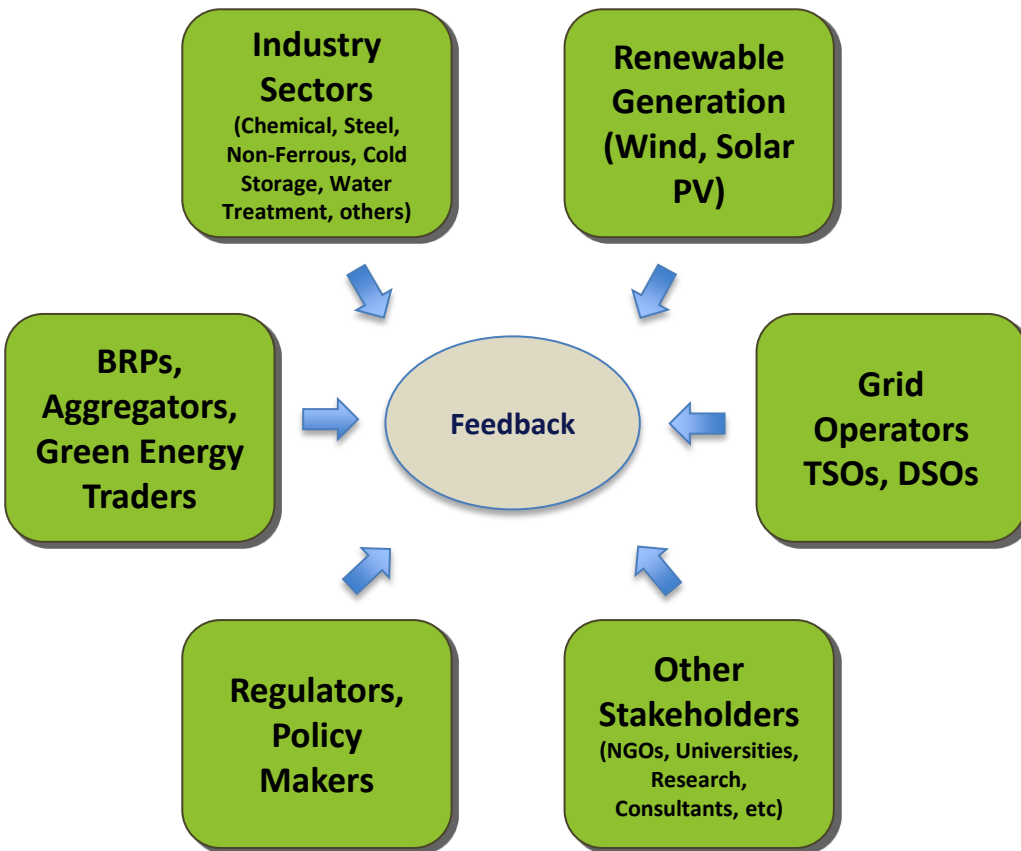 Industry
Sectors
(Chemical, Steel,
Non-Ferrous, Cold
Storage, Water
Treatment, others)
Renewable
Generation
(Wind, Solar
PV)
BRPs,
Aggregators,
Green Energy
Traders
Feedback
Grid
Operators
TSOs, DSOs
Regulators,
Policy
Makers
Other
Stakeholders
(NGOs, Universities,
Research,
Consultants, etc)